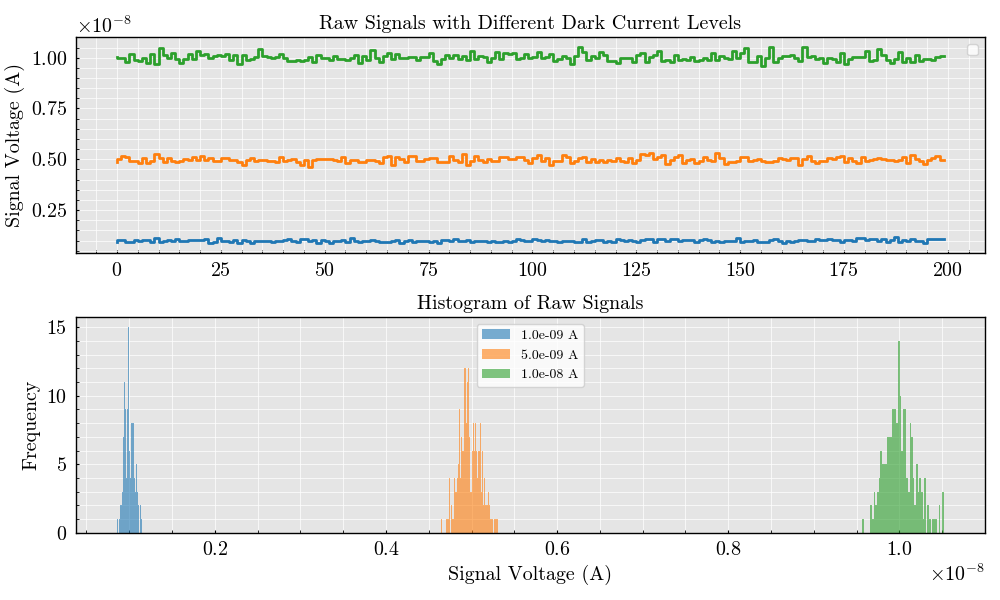 ×10⁻⁸
Raw Signals with Different Dark Current Levels
Signal Voltage (A)
1.00
0.75
0.50
0.25
0 25 50 75 100 125 150 175 200
Histogram of Raw Signals
Frequency
15
10
5
0
1.0e-09 A
5.0e-09 A
1.0e-08 A
0.2 0.4 0.6 0.8 1.0
Signal Voltage (A)
×10⁻⁸